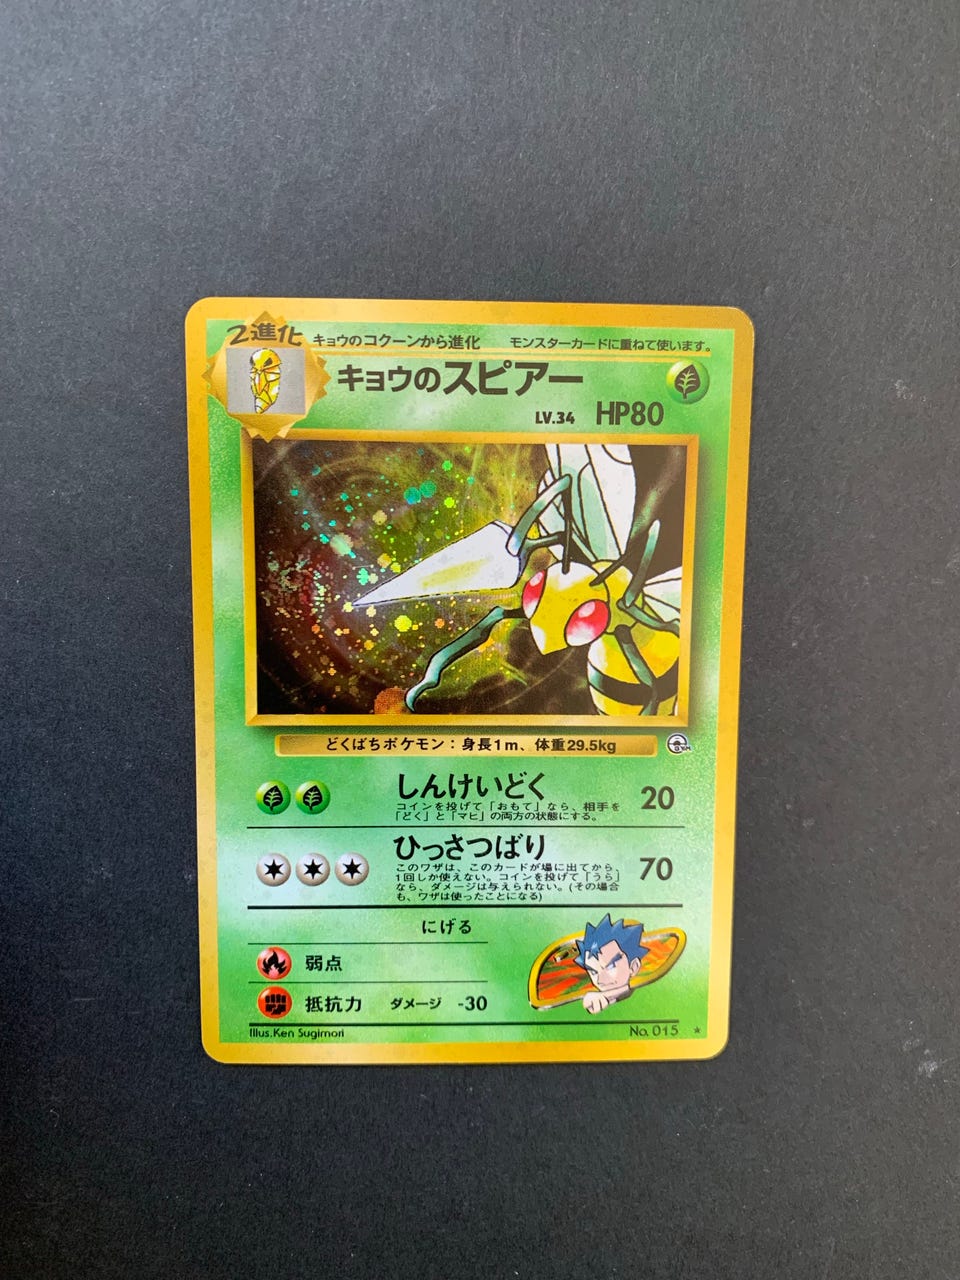 2進化 キョウのコクーンから進化 モンスターカードに重ねて使います。
キョウのスピアー
LV.34 HP80
どくばちポケモン：身長1m、体重29.5kg
GYM
しんけいどく 20
コインを投げて「おもて」なら、相手を
「どく」と「マヒ」の両方の状態にする。
ひっさつばり 70
このワザは、このカードが場に出てから、
1回しか使えない。コインを投げて「うら」
なら、ダメージは与えられない。(その場合
も、ワザは使ったことになる)
にげる
弱点
抵抗力 ダメージ -30
Illus.Ken Sugimori No. 015 ★